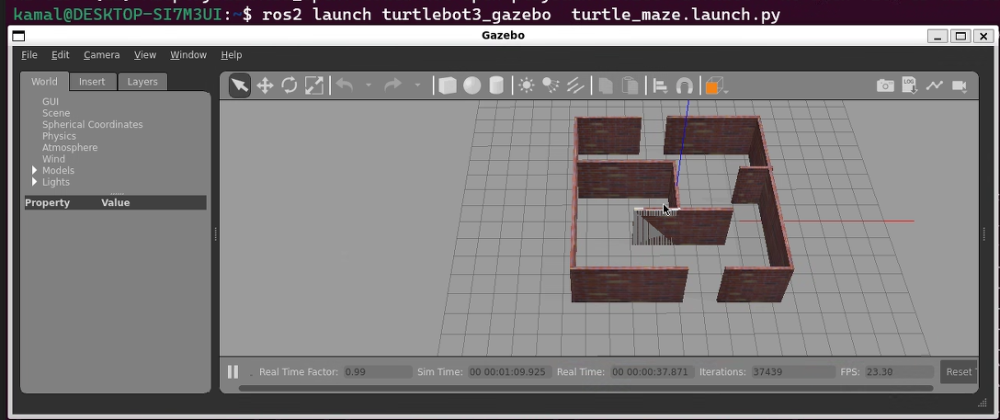 kamal@DESKTOP-SI7M3UI:~$ ros2 launch turtlebot3_gazebo  turtle_maze.launch.py
Gazebo
File Edit Camera View Window Help
World Insert Layers
GUI
Scene
Spherical Coordinates
Physics
Atmosphere
Wind
Models
Lights
Property Value
Real Time Factor: 0.99 Sim Time: 00 00:01:09.925 Real Time: 00 00:00:37.871 Iterations: 37439 FPS: 23.30 Reset